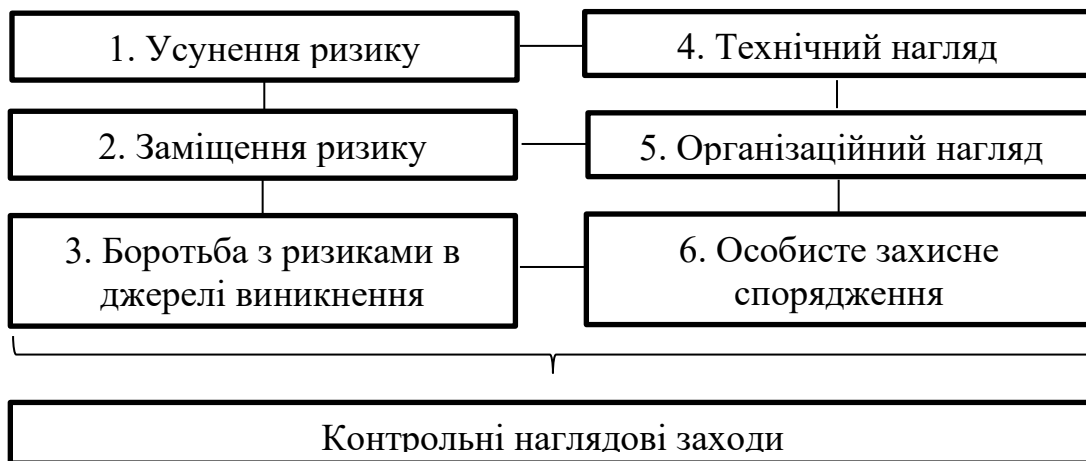 1. Усунення ризику
4. Технічний нагляд
2. Заміщення ризику
5. Організаційний нагляд
3. Боротьба з ризиками в
джерелі виникнення
6. Особисте захисне
спорядження
Контрольні наглядові заходи